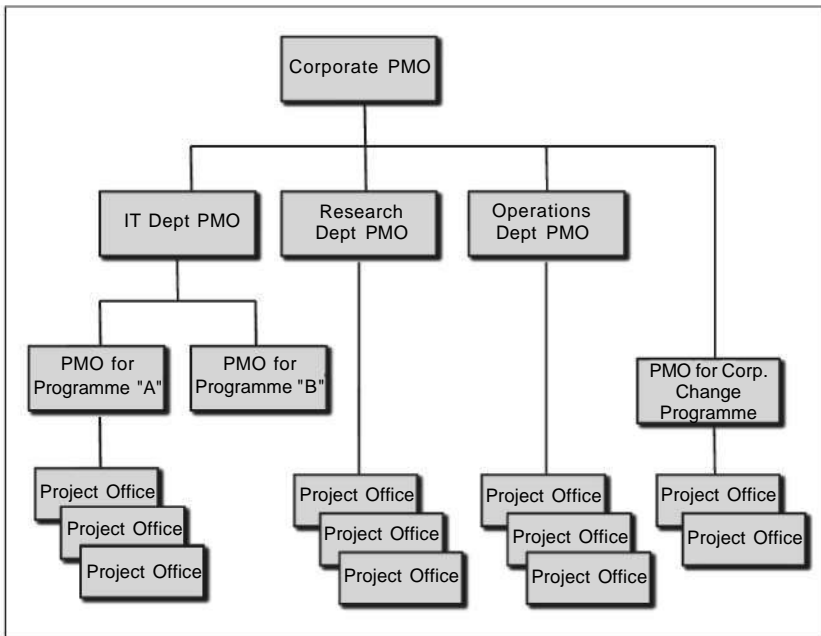 Corporate PMO
IT Dept PMO
Research
Dept PMO
Operations
Dept PMO
PMO for
Programme "A"
PMO for
Programme "B"
PMO for Corp.
Change
Programme
Project Office
Project Office
Project Office
Project Office
Project Office
Project Office
Project Office
Project Office
Project Office
Project Office
Project Office